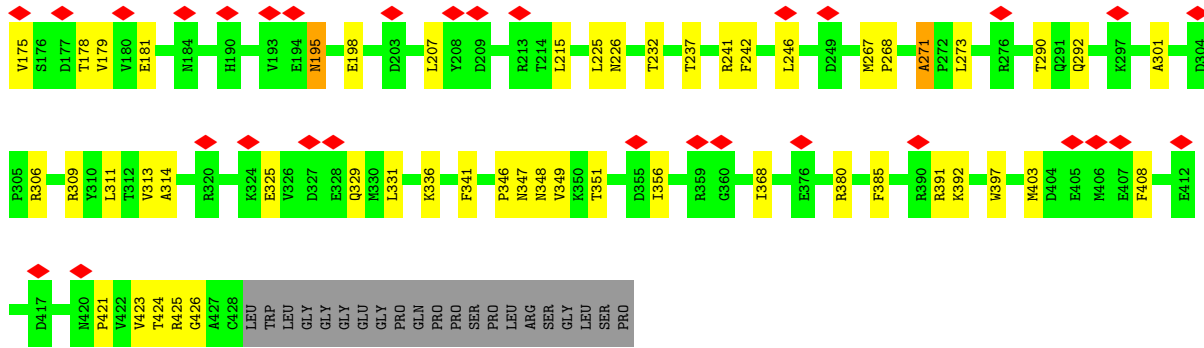 V175 S176 D177 T178 V179 V180 E181 N184 H190 V193 E194 N195 E198 D203 L207 Y208 D209 R213 T214 L215 L225 N226 T232 T237 R241 F242 L246 D249 M267 P268 A271 P272 L273 R276 T290 Q291 Q292 K297 A301 D304
P305 R306 R309 Y310 L311 T312 V313 A314 R320 K324 E325 V326 D327 E328 Q329 M330 L331 K336 F341 P346 N347 N348 V349 K350 T351 D355 I356 R359 G360 I368 E376 R380 F385 R390 R391 K392 W397 M403 D404 E405 M406 E407 F408 E412
D417 N420 P421 V422 V423 T424 R425 G426 A427 C428 LEU TRP LEU GLY GLY GLY GLU GLY PRO GLN PRO PRO SER PRO LEU ARG SER GLY LEU SER PRO